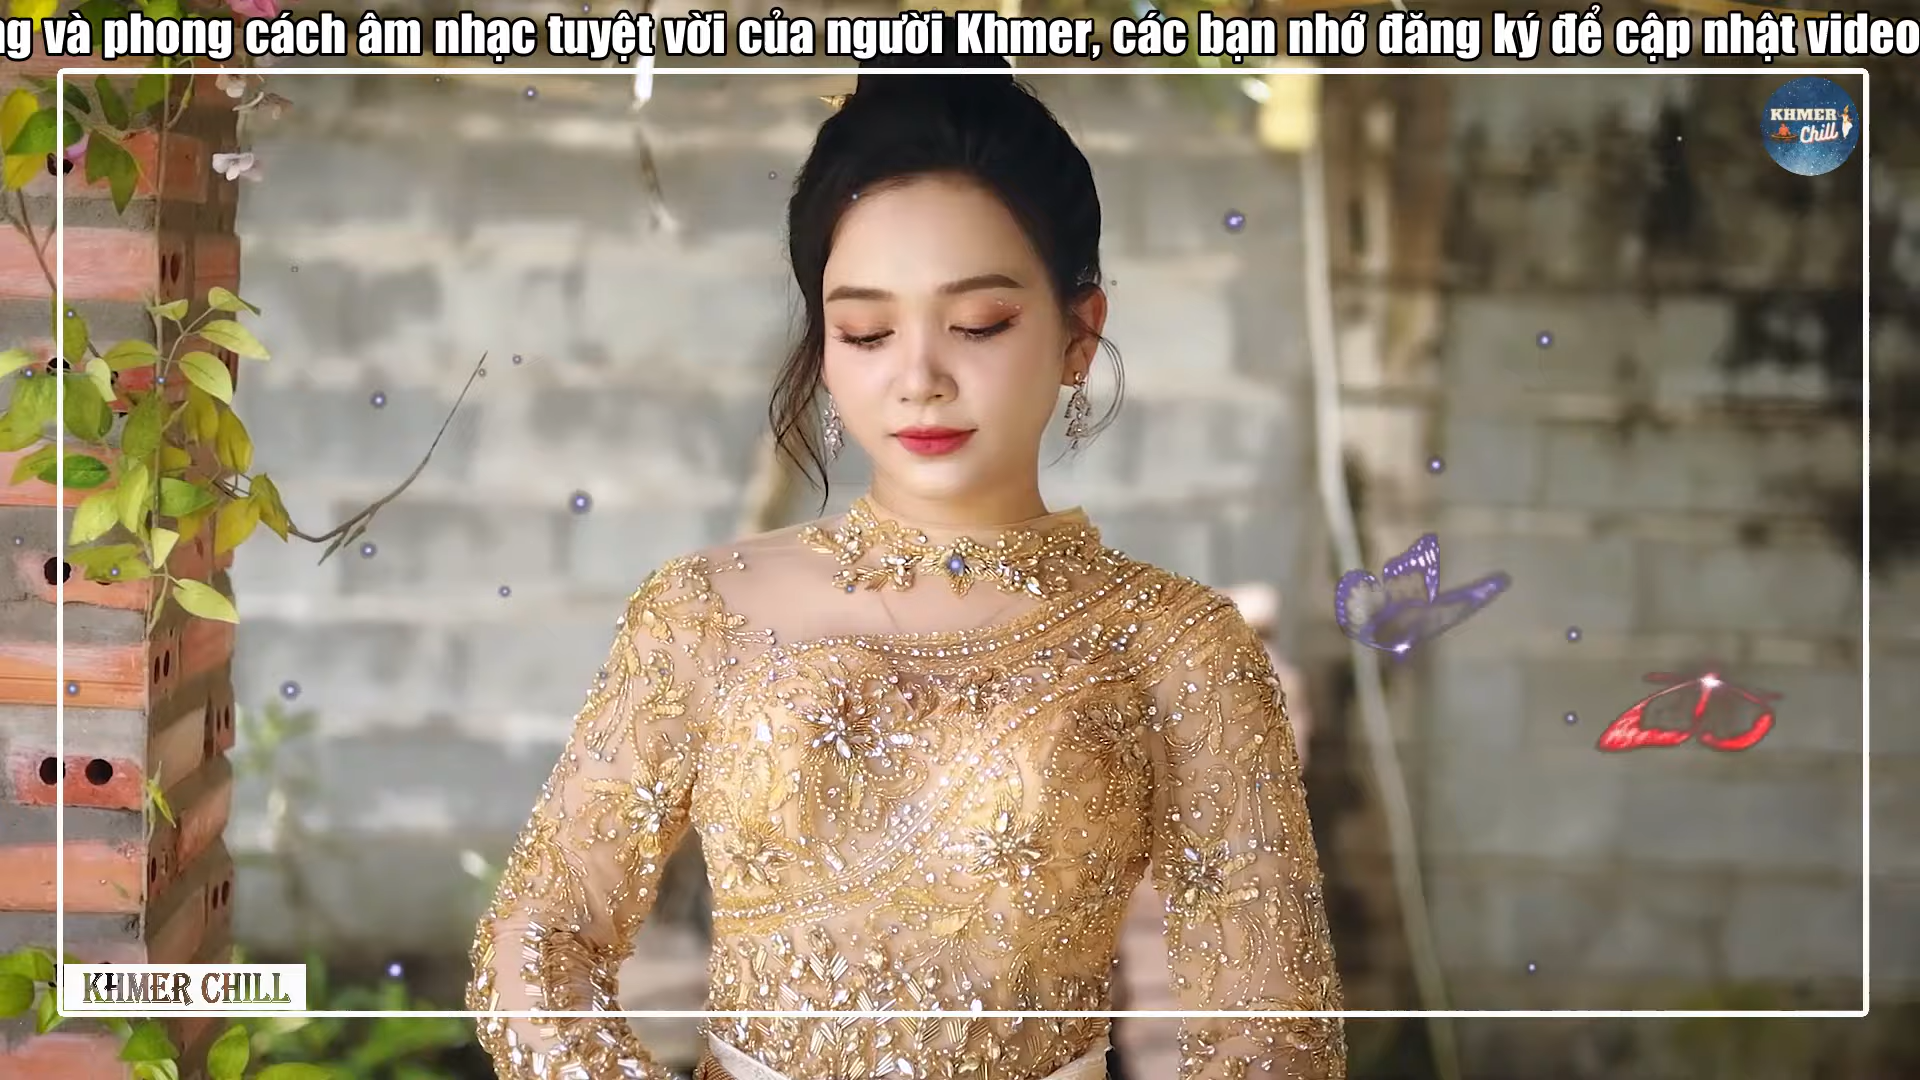 ng và phong cách âm nhạc tuyệt vời của người Khmer, các bạn nhớ đăng ký để cập nhật video
KHMER
Chill
KHMER CHILL